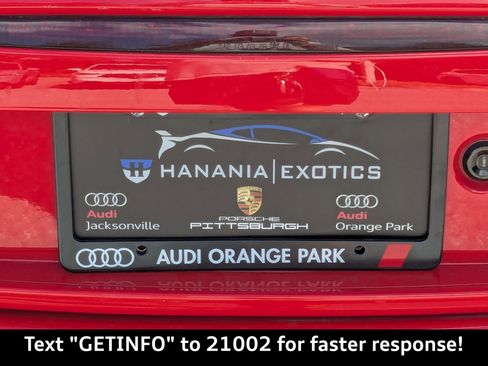 HANANIA|EXOTICS
Audi
Jacksonville
PORSCHE
PITTSBURGH
Audi
Orange Park
AUDI ORANGE PARK
Text "GETINFO" to 21002 for faster response!